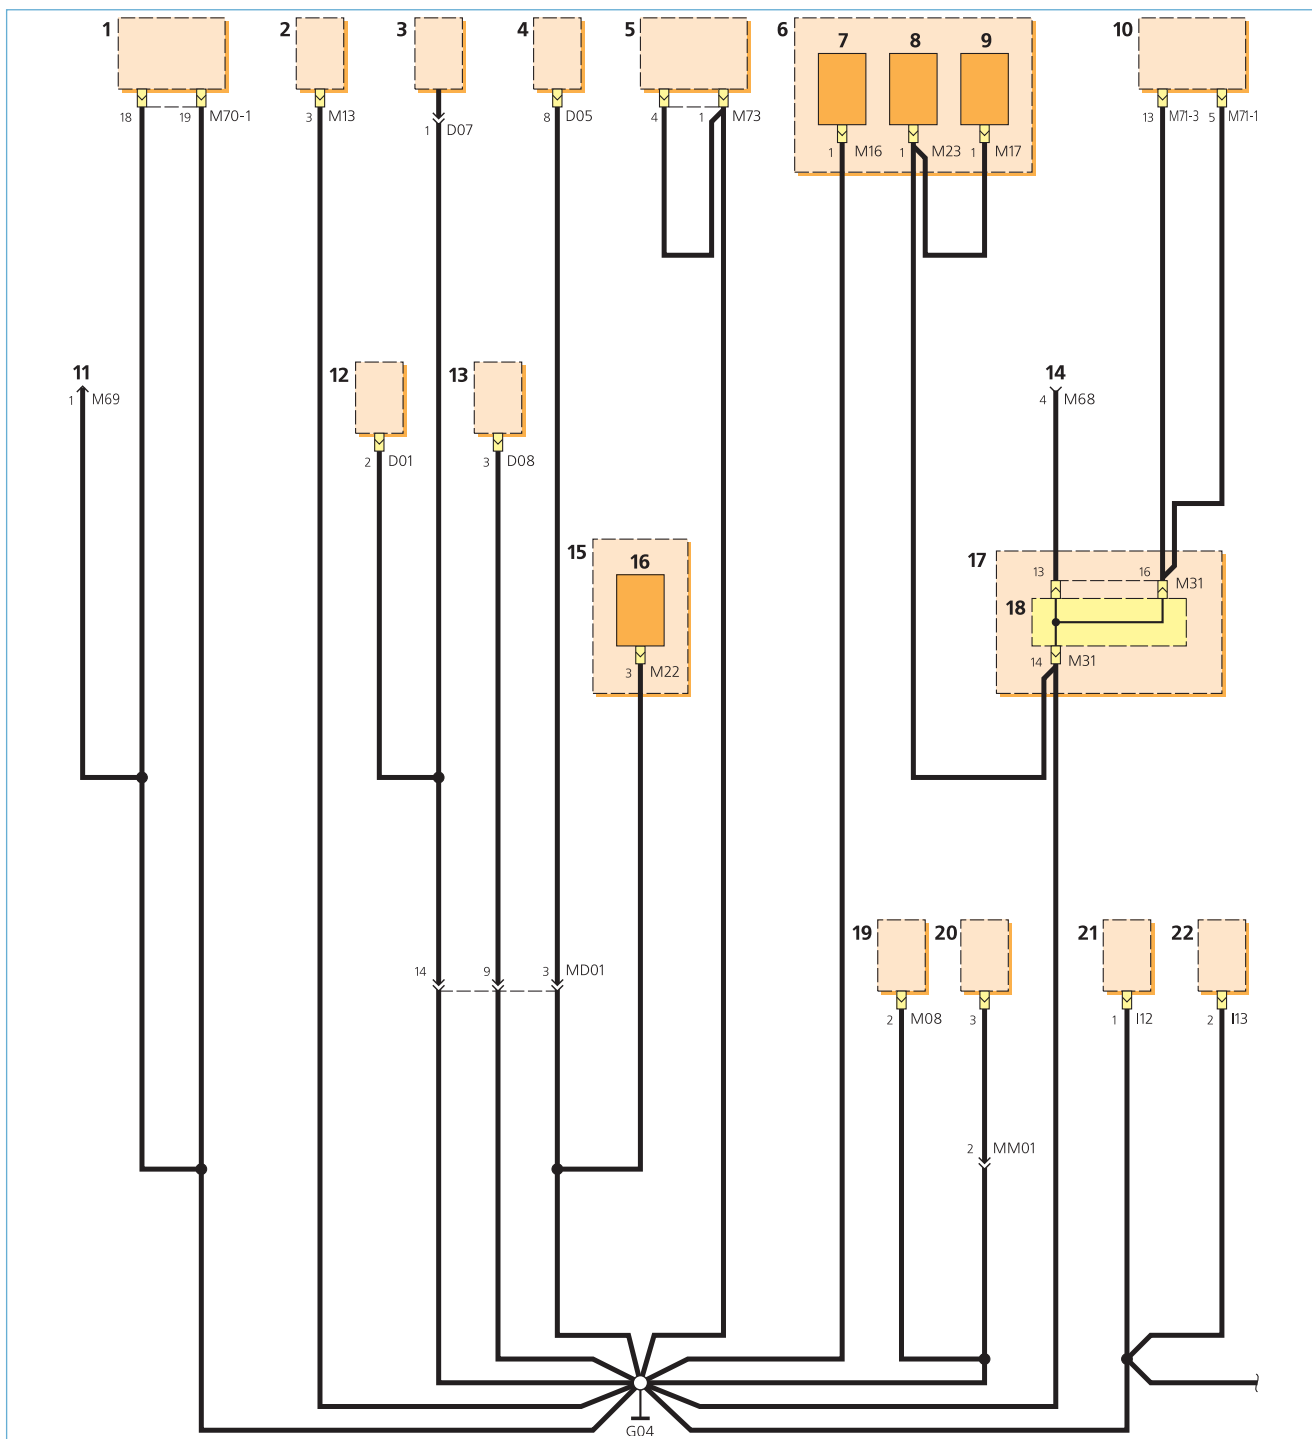 1 2 3 4 5 6 10
7 8 9
18 19 M70-1 3 M13 1 D07 8 D05 4 1 M73 13 M71-3 5 M71-1
1 M16 1 M23 1 M17
11 12 13 14
1 M69 4 M68
2 D01 3 D08
15 16 17
13 16 M31
18
3 M22 14 M31
19 20 21 22
14 9 3 MD01
2 M08 3 1 I12 2 I13
2 MM01
G04